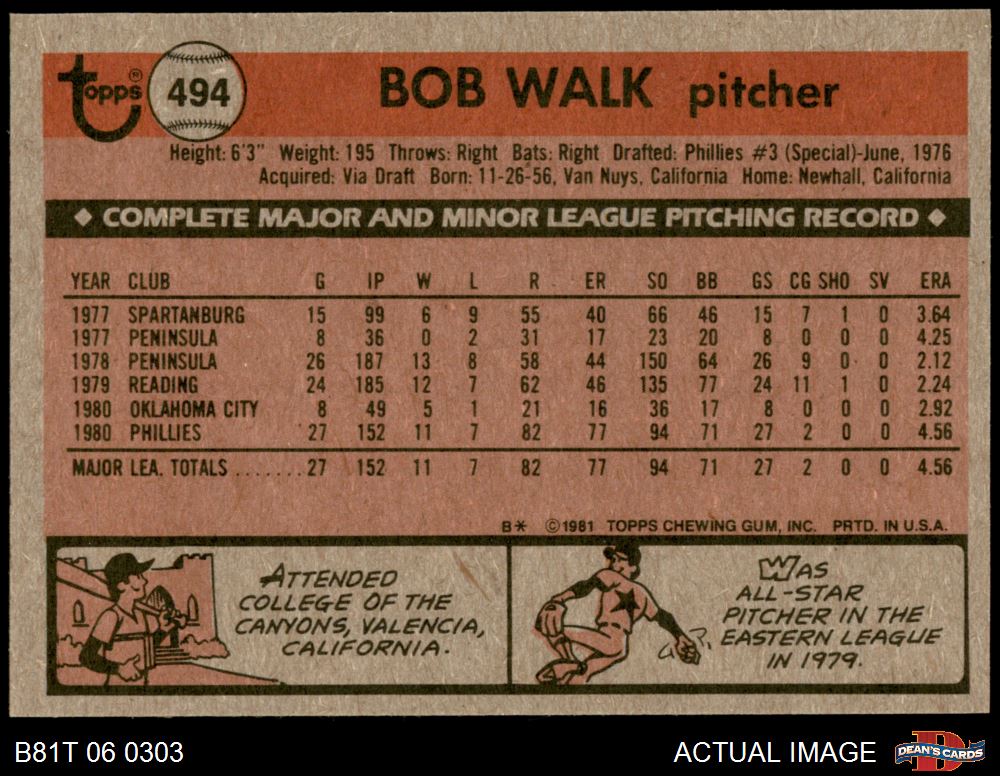 topps® 494 BOB WALK pitcher
Height: 6'3" Weight: 195 Throws: Right Bats: Right Drafted: Phillies #3 (Special)-June, 1976
Acquired: Via Draft Born: 11-26-56, Van Nuys, California Home: Newhall, California
◆ COMPLETE MAJOR AND MINOR LEAGUE PITCHING RECORD ◆
YEAR CLUB G IP W L R ER SO BB GS CG SHO SV ERA
1977 SPARTANBURG 15 99 6 9 55 40 66 46 15 7 1 0 3.64
1977 PENINSULA 8 36 0 2 31 17 23 20 8 0 0 0 4.25
1978 PENINSULA 26 187 13 8 58 44 150 64 26 9 0 0 2.12
1979 READING 24 185 12 7 62 46 135 77 24 11 1 0 2.24
1980 OKLAHOMA CITY 8 49 5 1 21 16 36 17 8 0 0 0 2.92
1980 PHILLIES 27 152 11 7 82 77 94 71 27 2 0 0 4.56
MAJOR LEA. TOTALS ....... 27 152 11 7 82 77 94 71 27 2 0 0 4.56
B* ©1981 TOPPS CHEWING GUM, INC. PRTD. IN U.S.A.
ATTENDED
COLLEGE OF THE
CANYONS, VALENCIA,
CALIFORNIA.
WAS
ALL-STAR
PITCHER IN THE
EASTERN LEAGUE
IN 1979.
B81T 06 0303 ACTUAL IMAGE DEAN'S CARDS